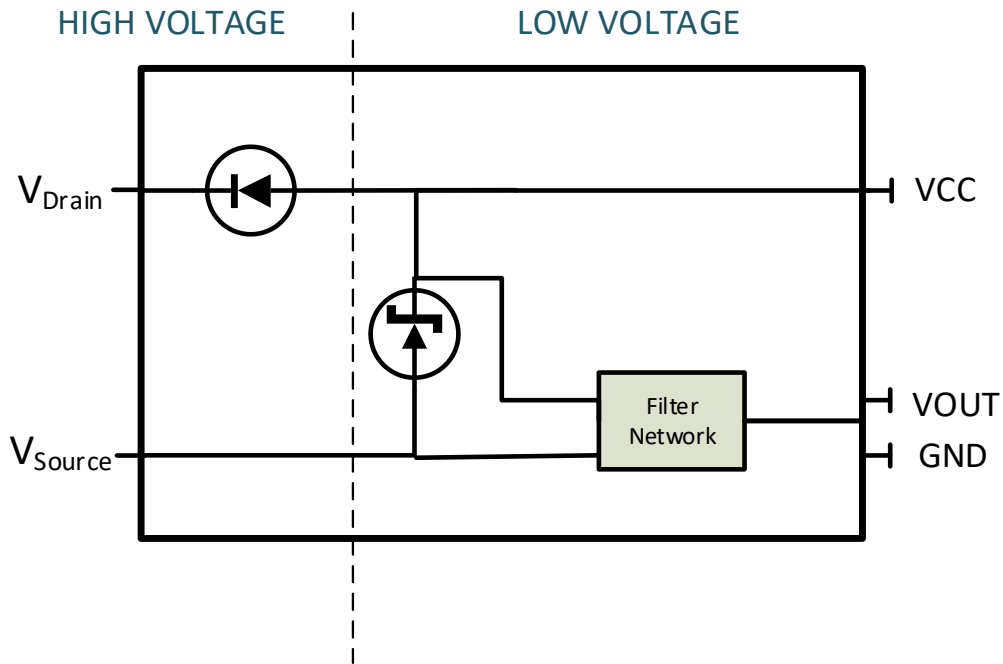 HIGH VOLTAGE
LOW VOLTAGE
VDrain
VCC
Filter
Network
VOUT
VSource
GND